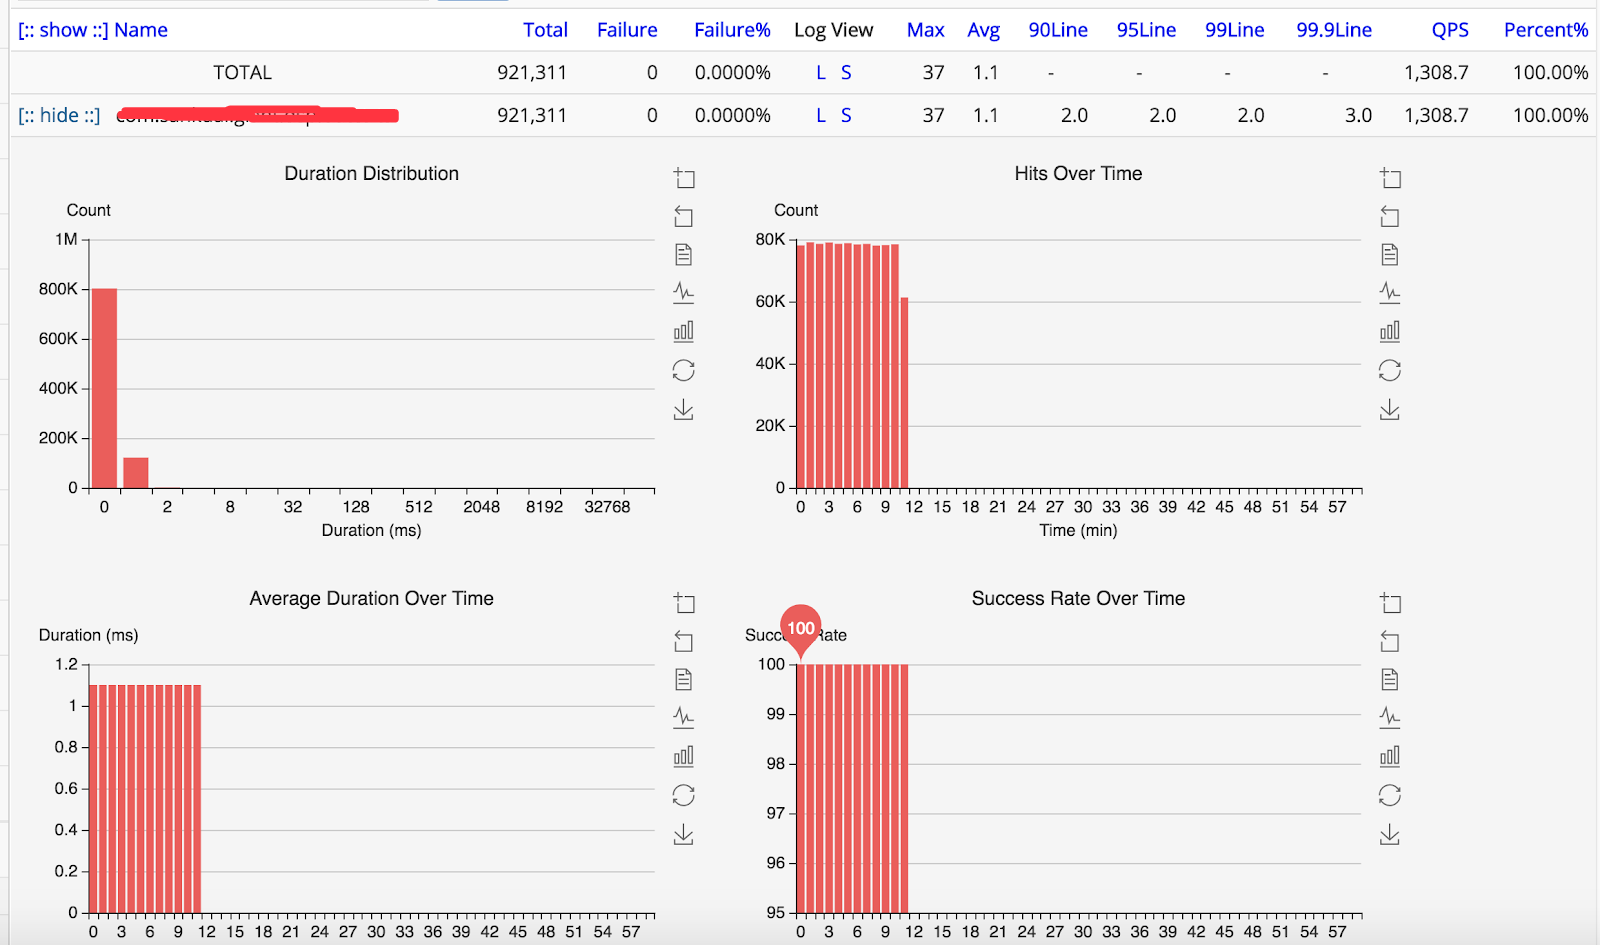 [:: show ::] Name Total Failure Failure% Log View Max Avg 90Line 95Line 99Line 99.9Line QPS Percent%
TOTAL 921,311 0 0.0000% L S 37 1.1 - - - - 1,308.7 100.00%
[:: hide ::] 921,311 0 0.0000% L S 37 1.1 2.0 2.0 2.0 3.0 1,308.7 100.00%
Duration Distribution
Count
1M
800K
600K
400K
200K
0
0 2 8 32 128 512 2048 8192 32768
Duration (ms)
Hits Over Time
Count
80K
60K
40K
20K
0
0 3 6 9 12 15 18 21 24 27 30 33 36 39 42 45 48 51 54 57
Time (min)
Average Duration Over Time
Duration (ms)
1.2
1
0.8
0.6
0.4
0.2
0
0 3 6 9 12 15 18 21 24 27 30 33 36 39 42 45 48 51 54 57
Success Rate Over Time
100
100
99
98
97
96
95
0 3 6 9 12 15 18 21 24 27 30 33 36 39 42 45 48 51 54 57